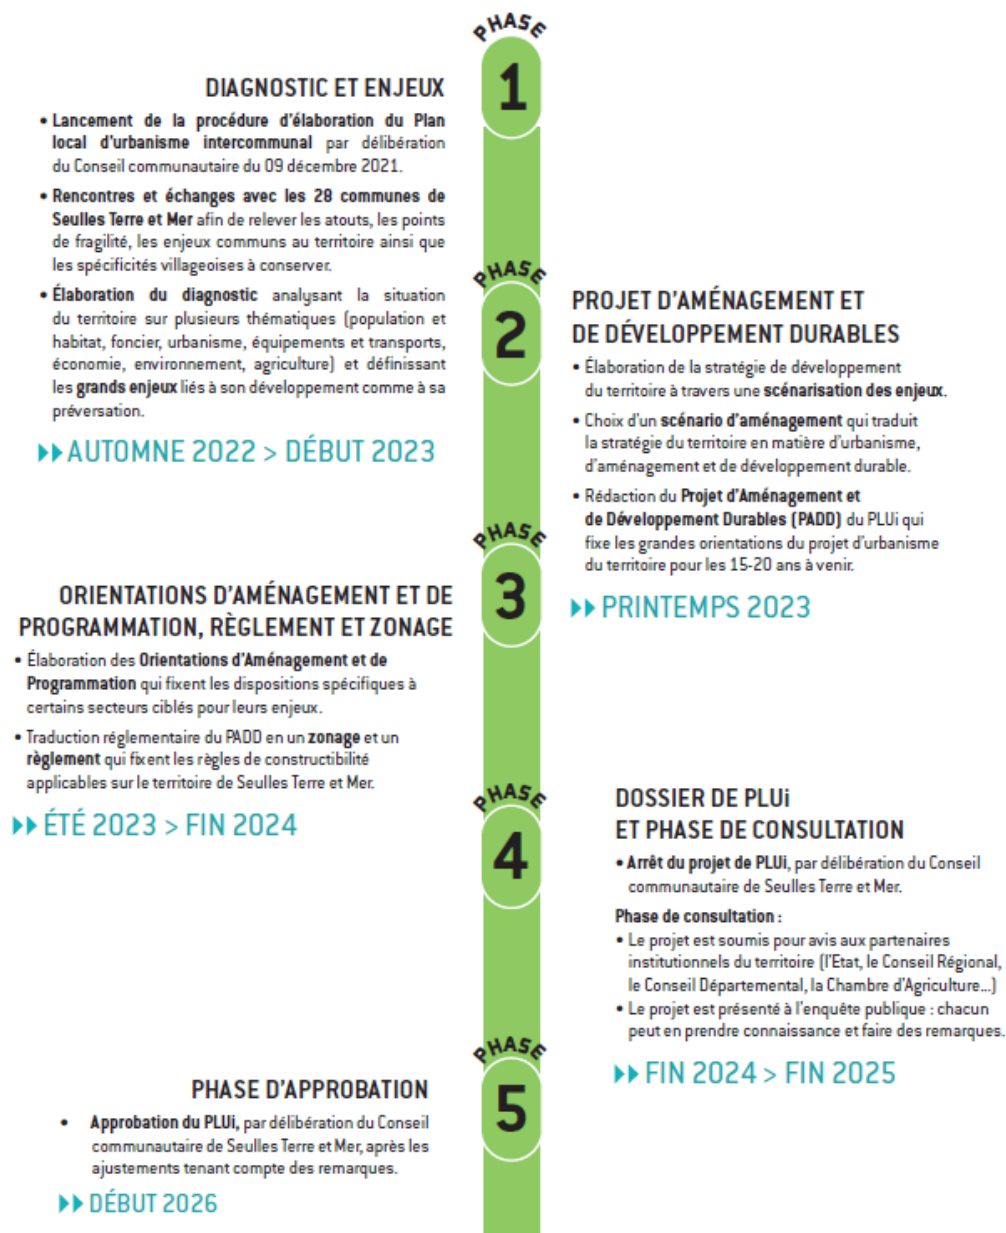 PHASE
1
DIAGNOSTIC ET ENJEUX
• Lancement de la procédure d'élaboration du Plan
local d'urbanisme intercommunal par délibération
du Conseil communautaire du 09 décembre 2021.
• Rencontres et échanges avec les 28 communes de
Seulles Terre et Mer afin de relever les atouts, les points
de fragilité, les enjeux communs au territoire ainsi que
les spécificités villageoises à conserver.
• Élaboration du diagnostic analysant la situation
du territoire sur plusieurs thématiques (population et
habitat, foncier, urbanisme, équipements et transports,
économie, environnement, agriculture) et définissant
les grands enjeux liés à son développement comme à sa
préversation.
AUTOMNE 2022 > DÉBUT 2023
PHASE
2
PROJET D'AMÉNAGEMENT ET
DE DÉVELOPPEMENT DURABLES
• Élaboration de la stratégie de développement
du territoire à travers une scénarisation des enjeux.
• Choix d'un scénario d'aménagement qui traduit
la stratégie du territoire en matière d'urbanisme,
d'aménagement et de développement durable.
• Rédaction du Projet d'Aménagement et
de Développement Durables (PADD) du PLUi qui
fixe les grandes orientations du projet d'urbanisme
du territoire pour les 15-20 ans à venir.
PRINTEMPS 2023
PHASE
3
ORIENTATIONS D'AMÉNAGEMENT ET DE
PROGRAMMATION, RÈGLEMENT ET ZONAGE
• Élaboration des Orientations d'Aménagement et de
Programmation qui fixent les dispositions spécifiques à
certains secteurs ciblés pour leurs enjeux.
• Traduction réglementaire du PADD en un zonage et un
règlement qui fixent les règles de constructibilité
applicables sur le territoire de Seulles Terre et Mer.
ÉTÉ 2023 > FIN 2024
PHASE
4
DOSSIER DE PLUi
ET PHASE DE CONSULTATION
• Arrêt du projet de PLUi, par délibération du Conseil
communautaire de Seulles Terre et Mer.
Phase de consultation :
• Le projet est soumis pour avis aux partenaires
institutionnels du territoire (l'Etat, le Conseil Régional,
le Conseil Départemental, la Chambre d'Agriculture...)
• Le projet est présenté à l'enquête publique : chacun
peut en prendre connaissance et faire des remarques.
FIN 2024 > FIN 2025
PHASE
5
PHASE D'APPROBATION
• Approbation du PLUi, par délibération du Conseil
communautaire de Seulles Terre et Mer, après les
ajustements tenant compte des remarques.
DÉBUT 2026